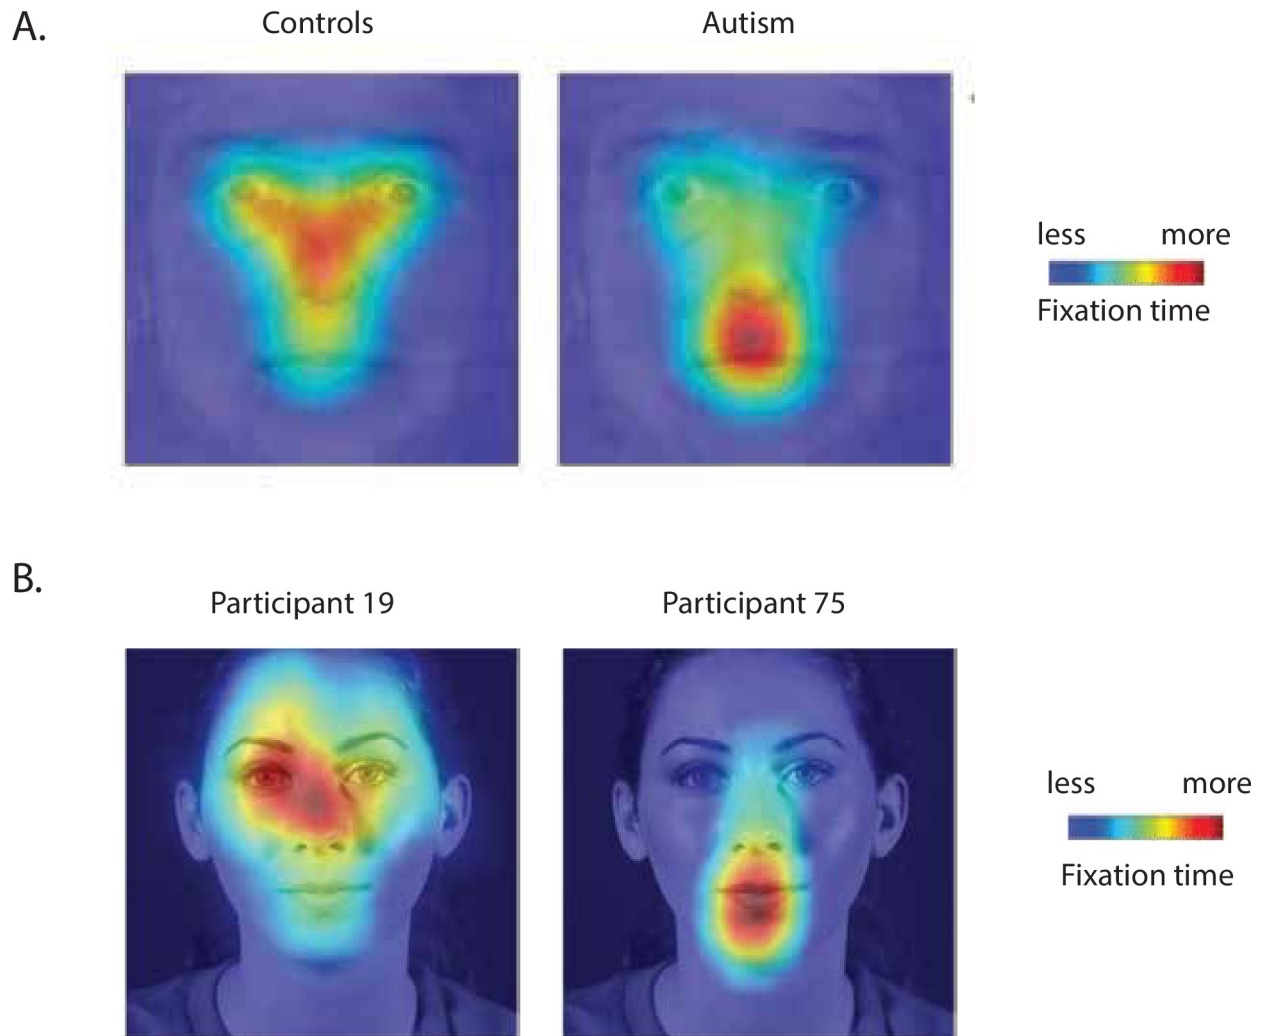 A.
Controls
Autism
less more
Fixation time
B.
Participant 19
Participant 75
less more
Fixation time